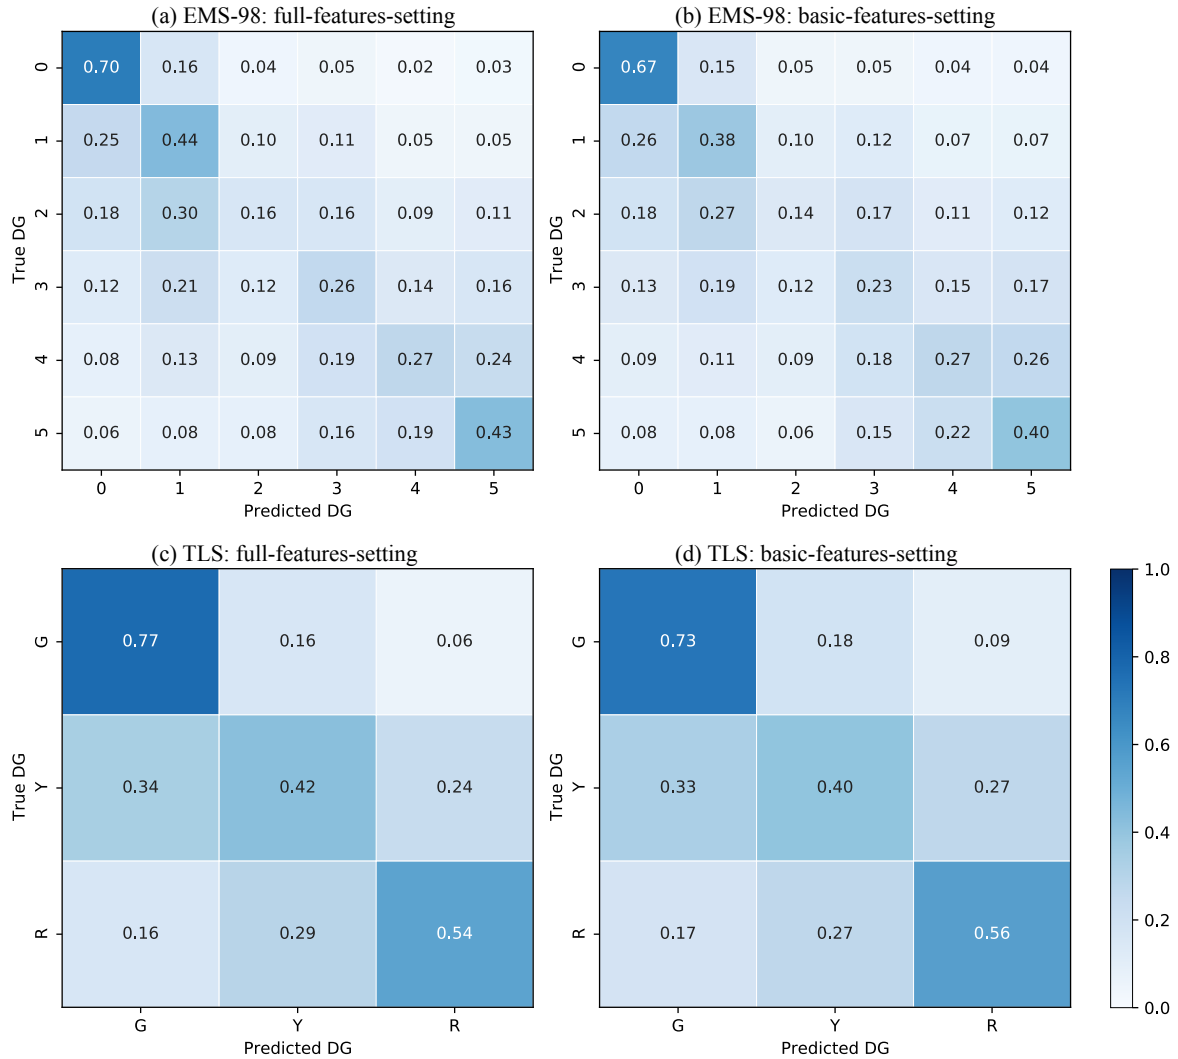 (a) EMS-98: full-features-setting
(b) EMS-98: basic-features-setting
True DG
0 0.70 0.16 0.04 0.05 0.02 0.03
1 0.25 0.44 0.10 0.11 0.05 0.05
2 0.18 0.30 0.16 0.16 0.09 0.11
3 0.12 0.21 0.12 0.26 0.14 0.16
4 0.08 0.13 0.09 0.19 0.27 0.24
5 0.06 0.08 0.08 0.16 0.19 0.43
0 1 2 3 4 5
Predicted DG
True DG
0 0.67 0.15 0.05 0.05 0.04 0.04
1 0.26 0.38 0.10 0.12 0.07 0.07
2 0.18 0.27 0.14 0.17 0.11 0.12
3 0.13 0.19 0.12 0.23 0.15 0.17
4 0.09 0.11 0.09 0.18 0.27 0.26
5 0.08 0.08 0.06 0.15 0.22 0.40
0 1 2 3 4 5
Predicted DG
(c) TLS: full-features-setting
(d) TLS: basic-features-setting
True DG
G 0.77 0.16 0.06
Y 0.34 0.42 0.24
R 0.16 0.29 0.54
G Y R
Predicted DG
True DG
G 0.73 0.18 0.09
Y 0.33 0.40 0.27
R 0.17 0.27 0.56
G Y R
Predicted DG
1.0
0.8
0.6
0.4
0.2
0.0